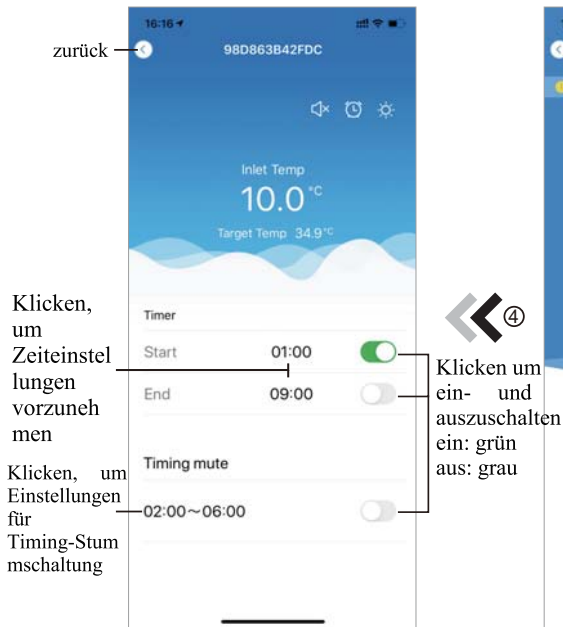 16:16
zurück
98D863B42FDC
Inlet Temp
10.0 °C
Target Temp 34.9°C
Klicken,
um
Zeiteinstel
lungen
vorzuneh
men
Timer
Start 01:00
End 09:00
④
Klicken um
ein- und
auszuschalten
ein: grün
aus: grau
Timing mute
Klicken, um
Einstellungen
für
Timing-Stum
mschaltung
02:00~06:00